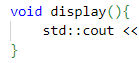 void display(){
    std::cout <<
}